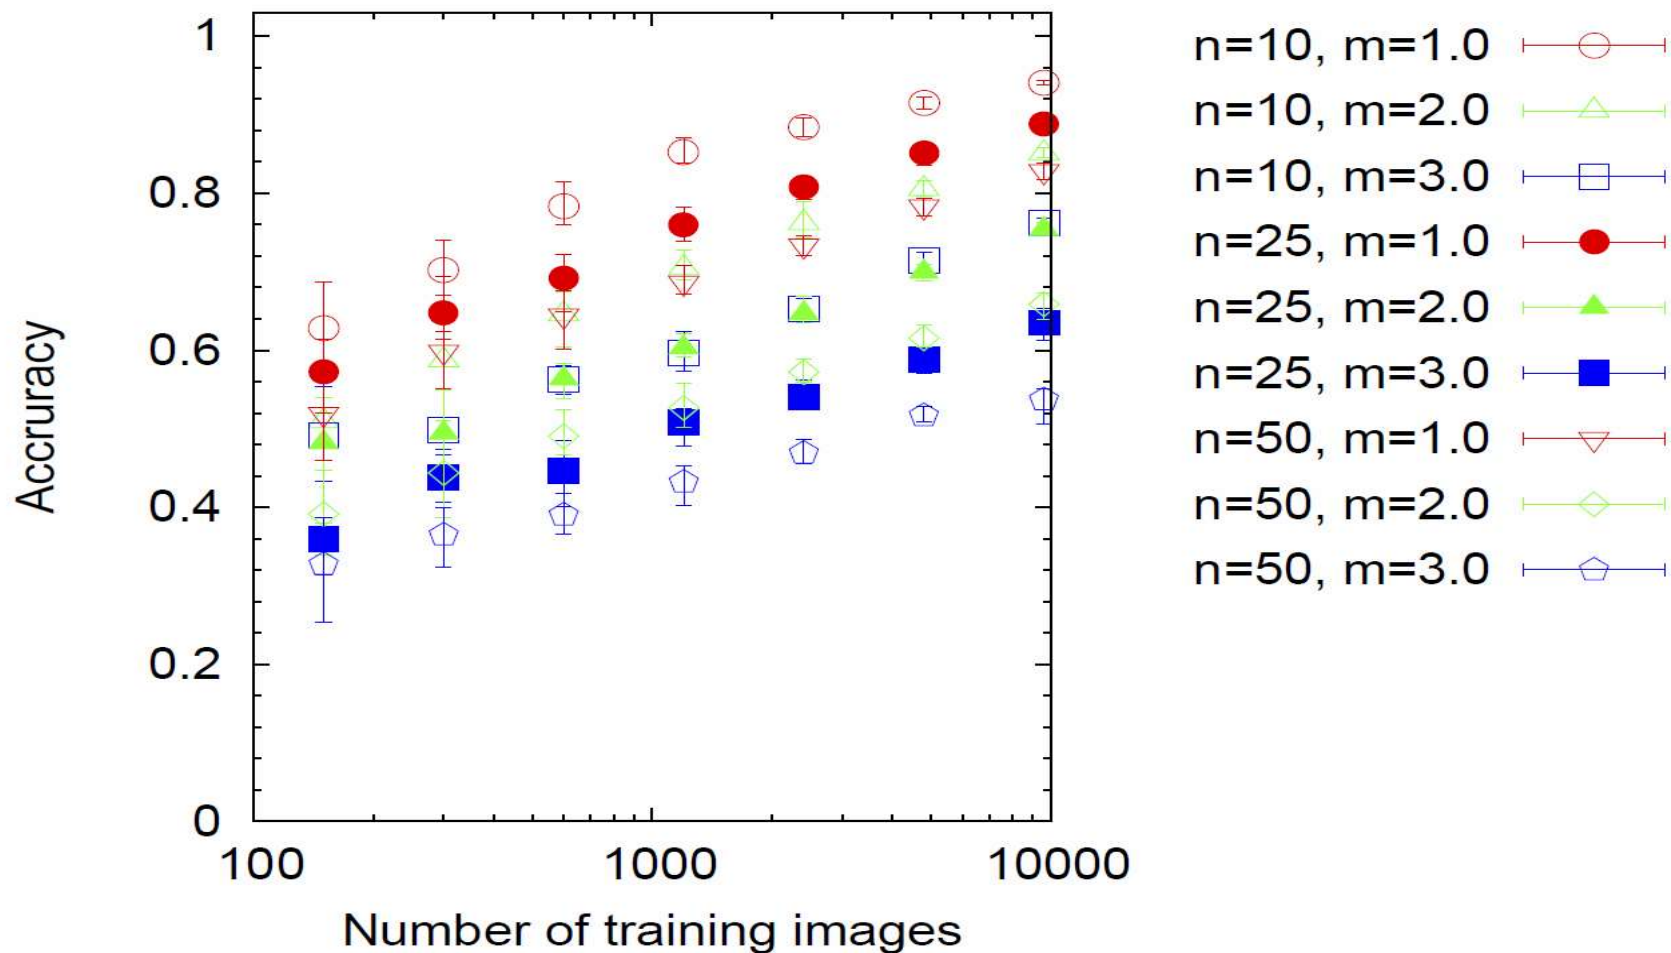 1
0.8
0.6
0.4
0.2
0
100
1000
10000
Accruracy
Number of training images
n=10, m=1.0
n=10, m=2.0
n=10, m=3.0
n=25, m=1.0
n=25, m=2.0
n=25, m=3.0
n=50, m=1.0
n=50, m=2.0
n=50, m=3.0